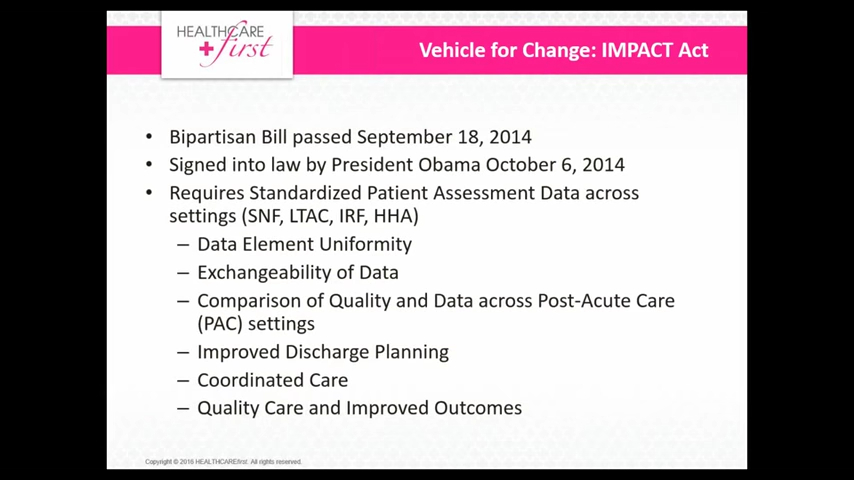 HEALTHCARE
first
Vehicle for Change: IMPACT Act
• Bipartisan Bill passed September 18, 2014
• Signed into law by President Obama October 6, 2014
• Requires Standardized Patient Assessment Data across
settings (SNF, LTAC, IRF, HHA)
– Data Element Uniformity
– Exchangeability of Data
– Comparison of Quality and Data across Post-Acute Care
(PAC) settings
– Improved Discharge Planning
– Coordinated Care
– Quality Care and Improved Outcomes
Copyright © 2016 HEALTHCAREfirst. All rights reserved.